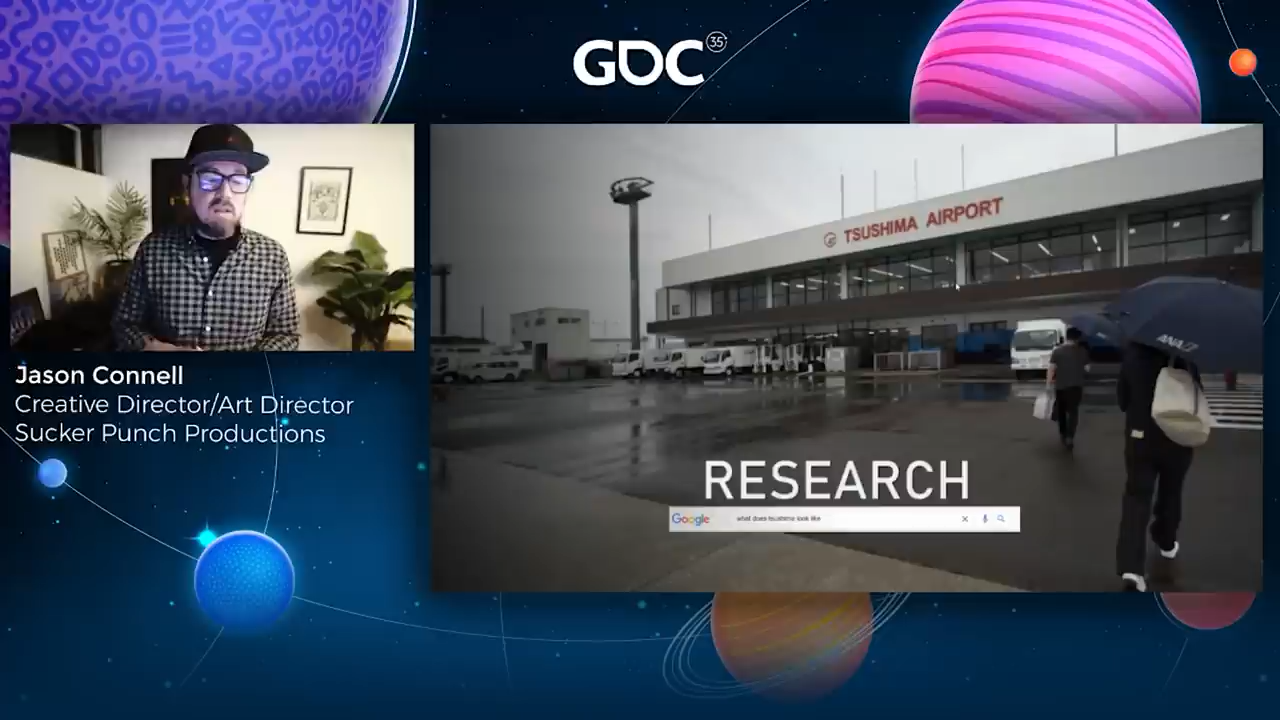 GDC 35
TSUSHIMA AIRPORT
ANA
RESEARCH
Google what does tsushima look like
Jason Connell
Creative Director/Art Director
Sucker Punch Productions